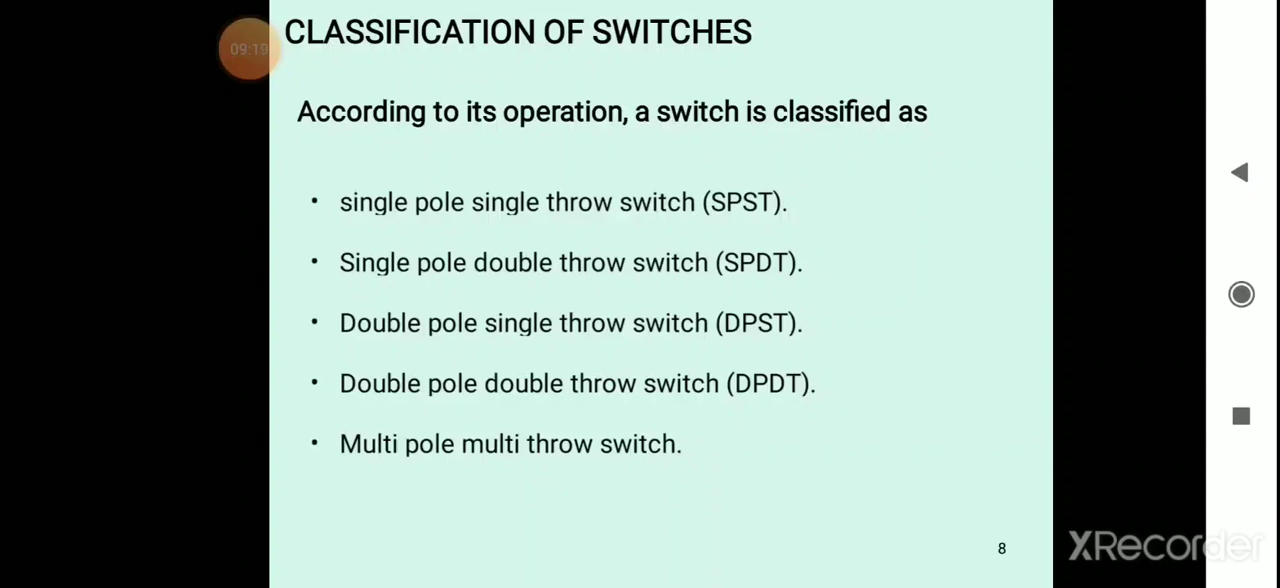 CLASSIFICATION OF SWITCHES
09:19
According to its operation, a switch is classified as
• single pole single throw switch (SPST).
• Single pole double throw switch (SPDT).
• Double pole single throw switch (DPST).
• Double pole double throw switch (DPDT).
• Multi pole multi throw switch.
8
XRecorder